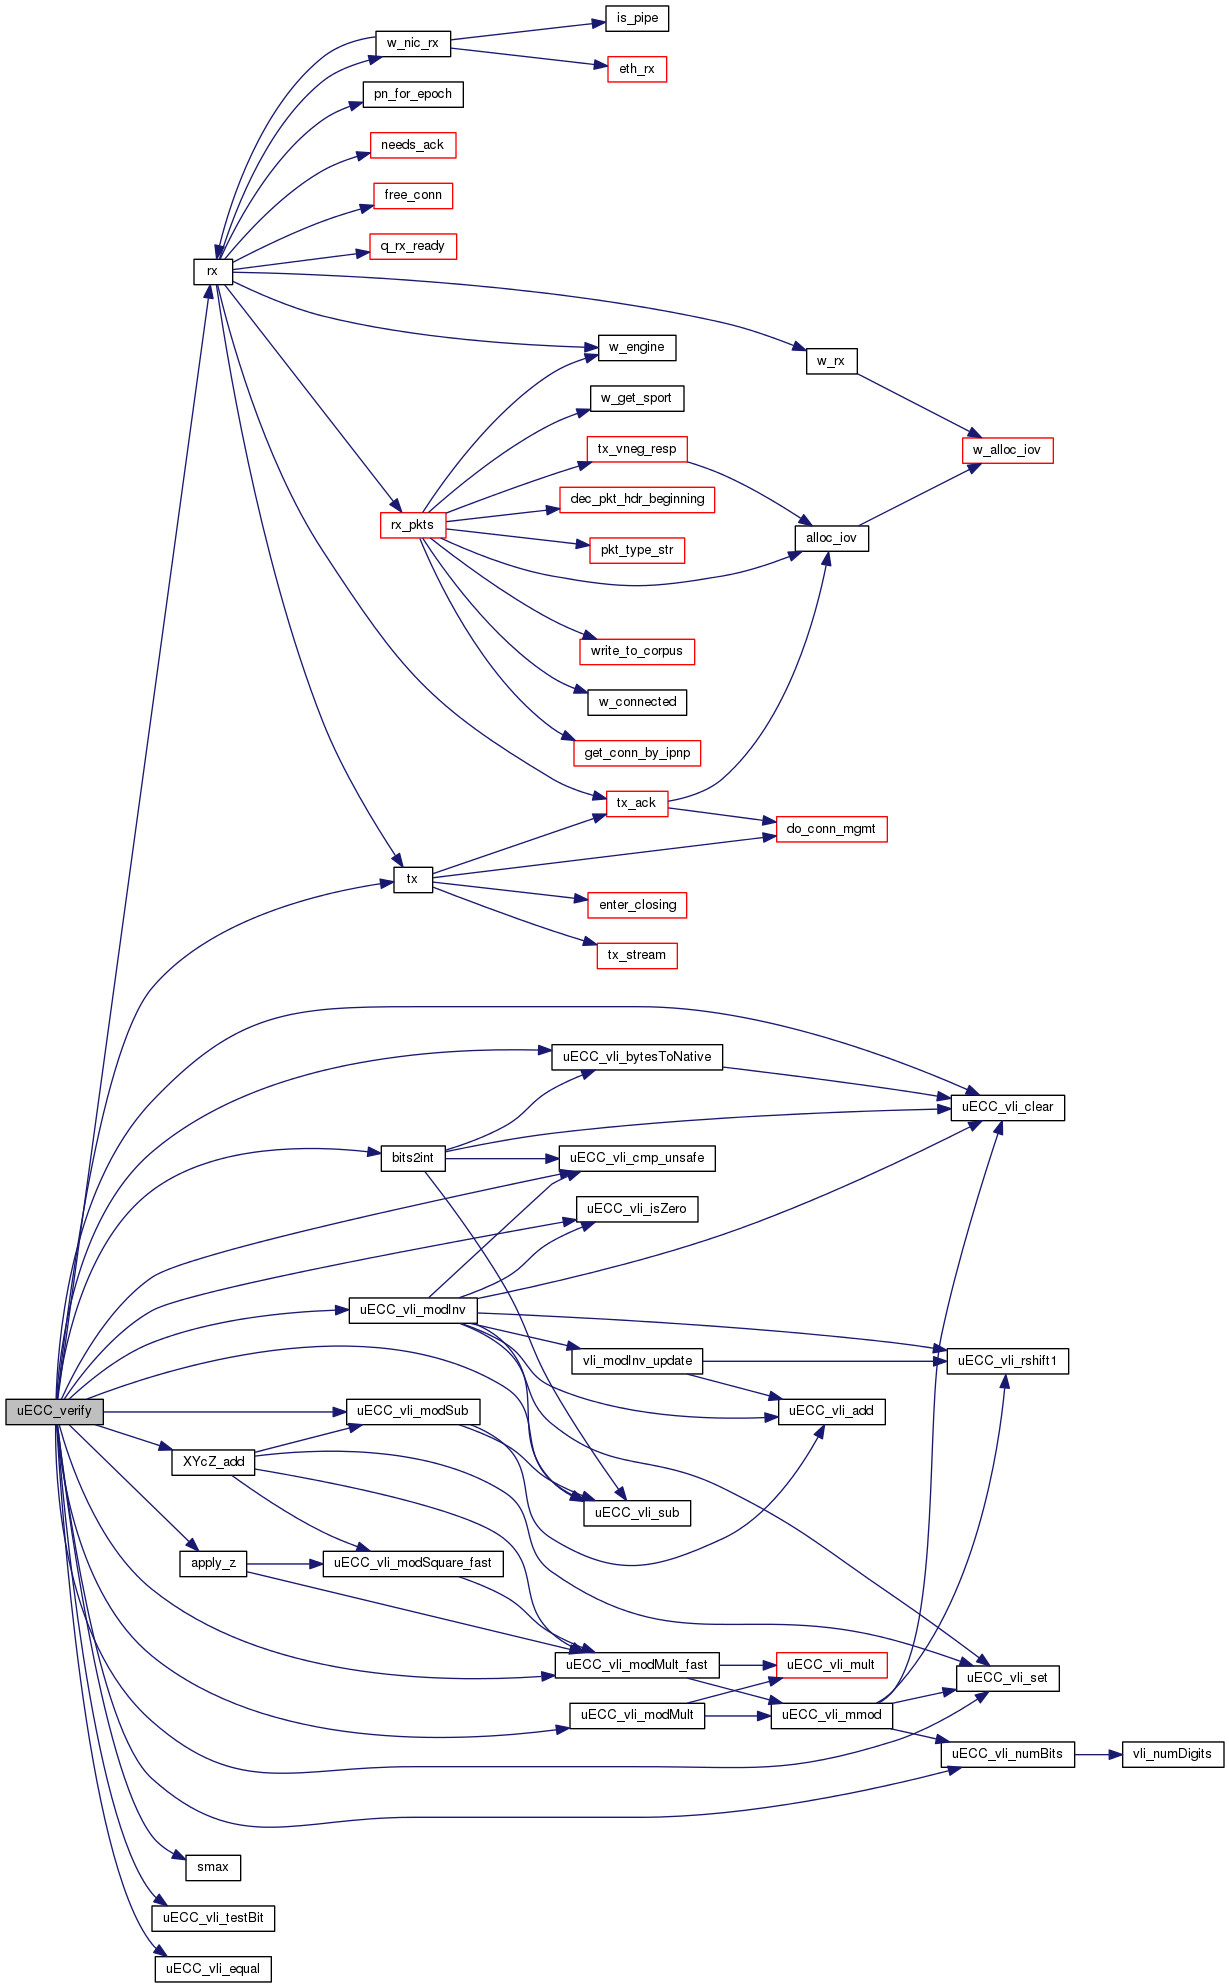 is_pipe
w_nic_rx
eth_rx
pn_for_epoch
needs_ack
free_conn
q_rx_ready
rx
w_engine
w_rx
w_get_sport
tx_vneg_resp
w_alloc_iov
dec_pkt_hdr_beginning
rx_pkts
alloc_iov
pkt_type_str
write_to_corpus
w_connected
get_conn_by_ipnp
tx_ack
do_conn_mgmt
tx
enter_closing
tx_stream
uECC_vli_bytesToNative
uECC_vli_clear
bits2int
uECC_vli_cmp_unsafe
uECC_vli_isZero
uECC_vli_modInv
vli_modInv_update
uECC_vli_rshift1
uECC_verify
uECC_vli_modSub
uECC_vli_add
XYcZ_add
uECC_vli_sub
apply_z
uECC_vli_modSquare_fast
uECC_vli_modMult_fast
uECC_vli_mult
uECC_vli_set
uECC_vli_modMult
uECC_vli_mmod
uECC_vli_numBits
vli_numDigits
smax
uECC_vli_testBit
uECC_vli_equal